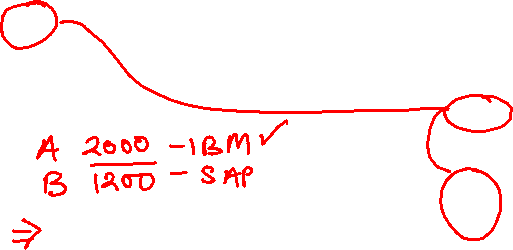 A 2000 - IBM ✓
B 1200 - SAP
⇒